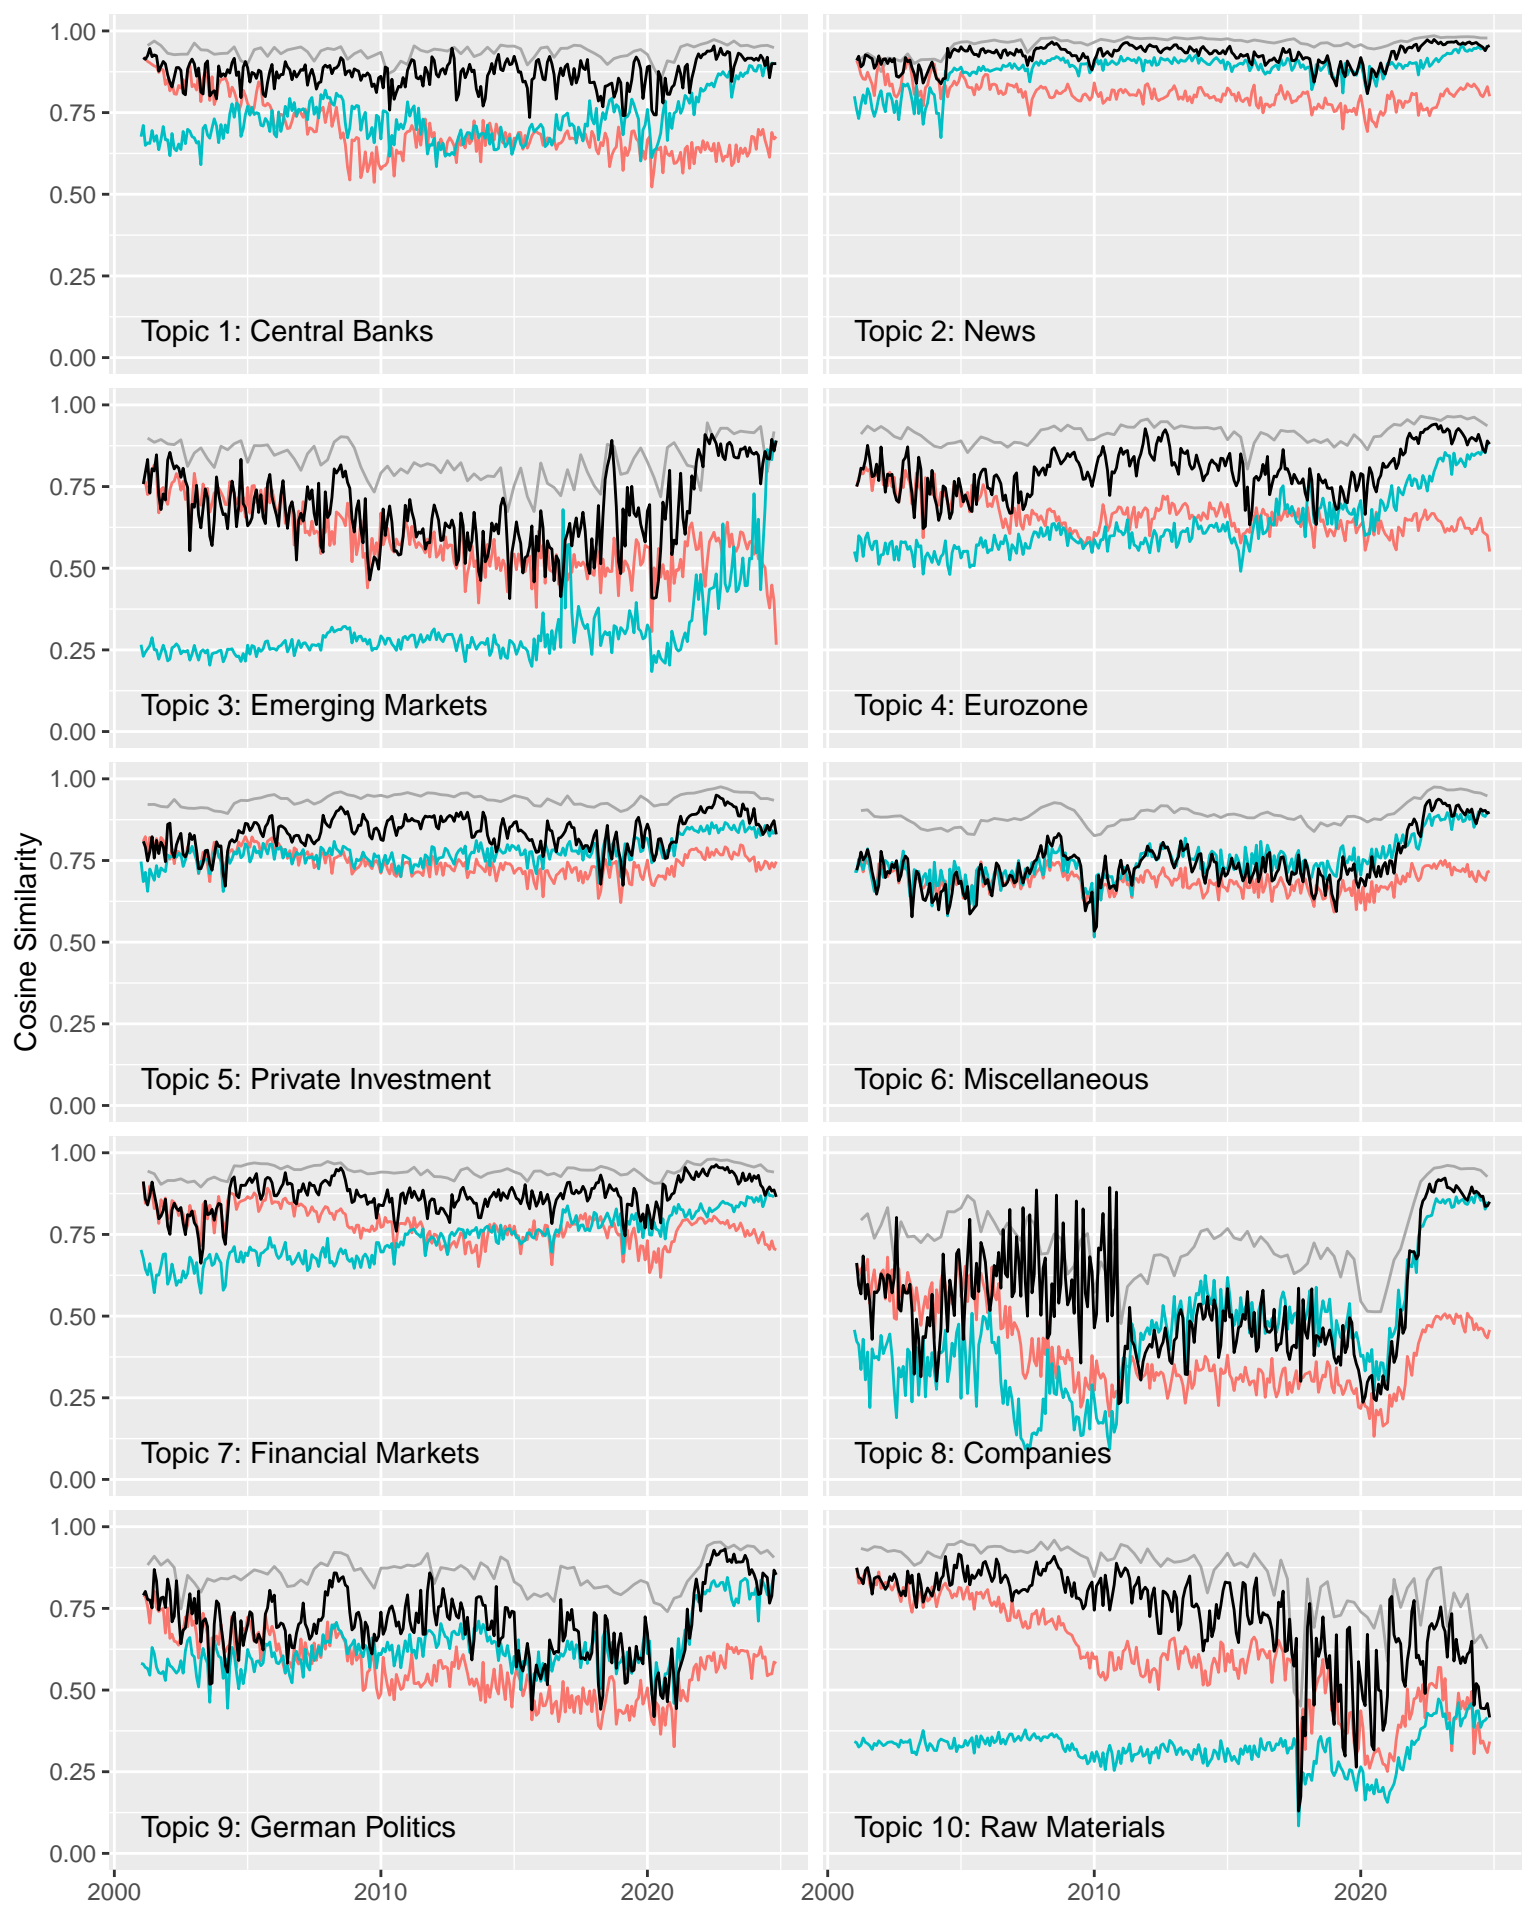 1.00
0.75
0.50
0.25
0.00
Topic 1: Central Banks
Topic 2: News
1.00
0.75
0.50
0.25
0.00
Topic 3: Emerging Markets
Topic 4: Eurozone
Cosine Similarity
1.00
0.75
0.50
0.25
0.00
Topic 5: Private Investment
Topic 6: Miscellaneous
1.00
0.75
0.50
0.25
0.00
Topic 7: Financial Markets
Topic 8: Companies
1.00
0.75
0.50
0.25
0.00
Topic 9: German Politics
Topic 10: Raw Materials
2000 2010 2020 2000 2010 2020